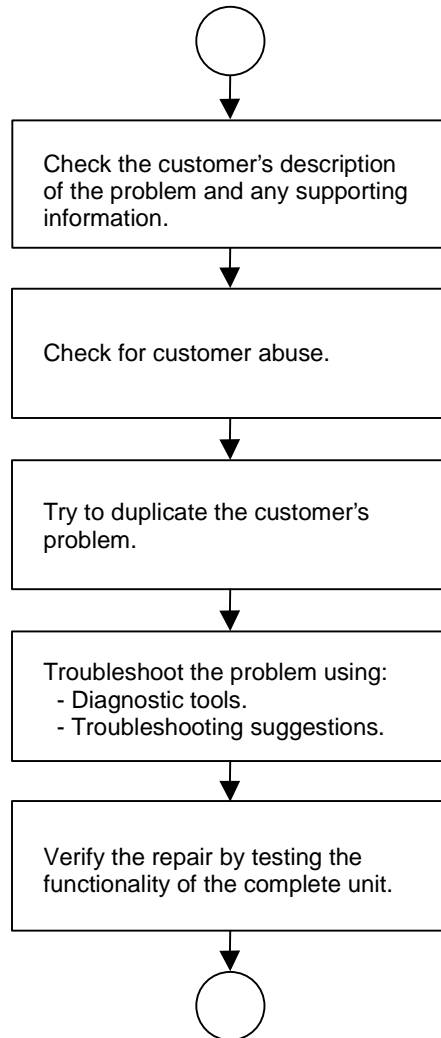 Check the customer’s description
of the problem and any supporting
information.
Check for customer abuse.
Try to duplicate the customer’s
problem.
Troubleshoot the problem using:
- Diagnostic tools.
- Troubleshooting suggestions.
Verify the repair by testing the
functionality of the complete unit.